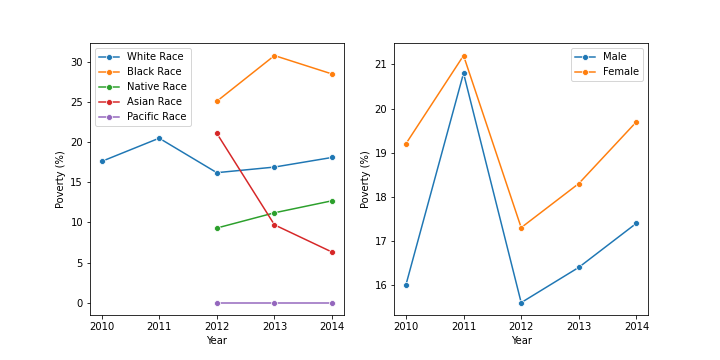 White Race
Black Race
Native Race
Asian Race
Pacific Race
30
25
20
15
10
5
0
Poverty (%)
2010 2011 2012 2013 2014
Year
Male
Female
21
20
19
18
17
16
Poverty (%)
2010 2011 2012 2013 2014
Year